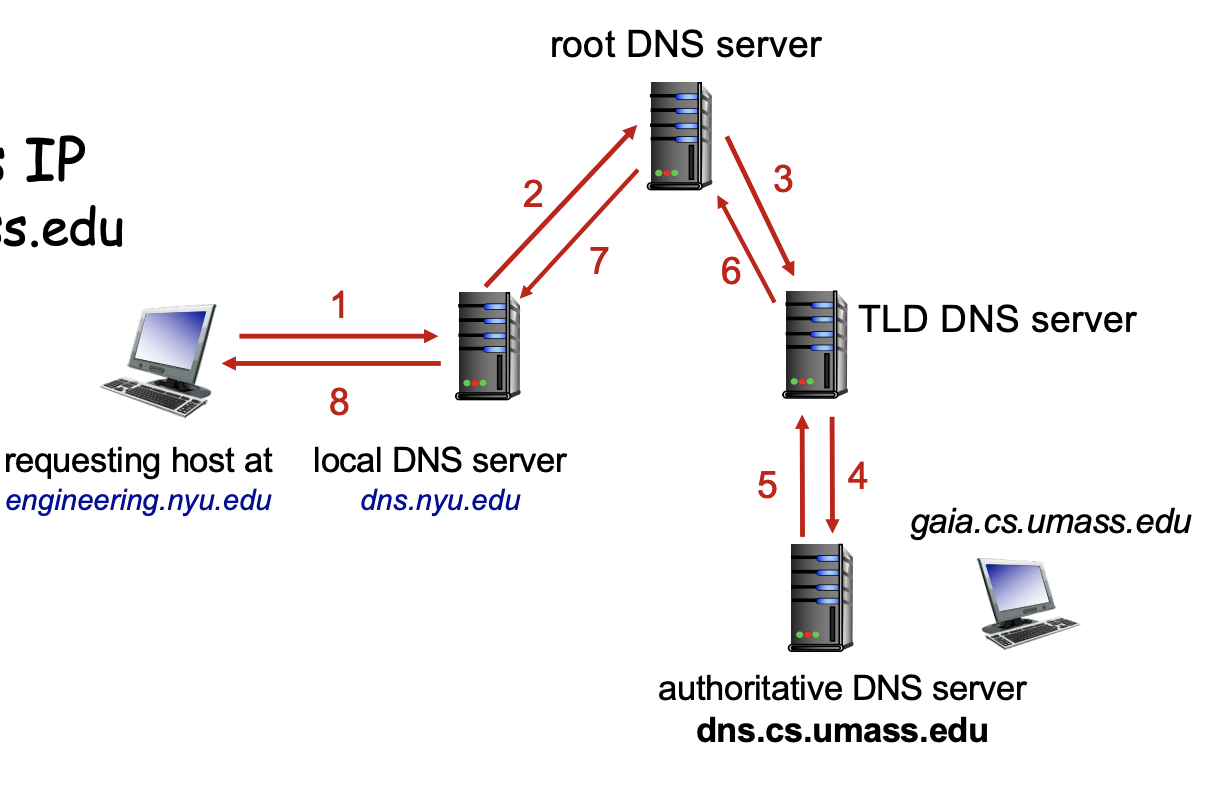 root DNS server
s IP
ss.edu
2
3
7
6
1
TLD DNS server
8
requesting host at
engineering.nyu.edu
local DNS server
dns.nyu.edu
5
4
gaia.cs.umass.edu
authoritative DNS server
dns.cs.umass.edu